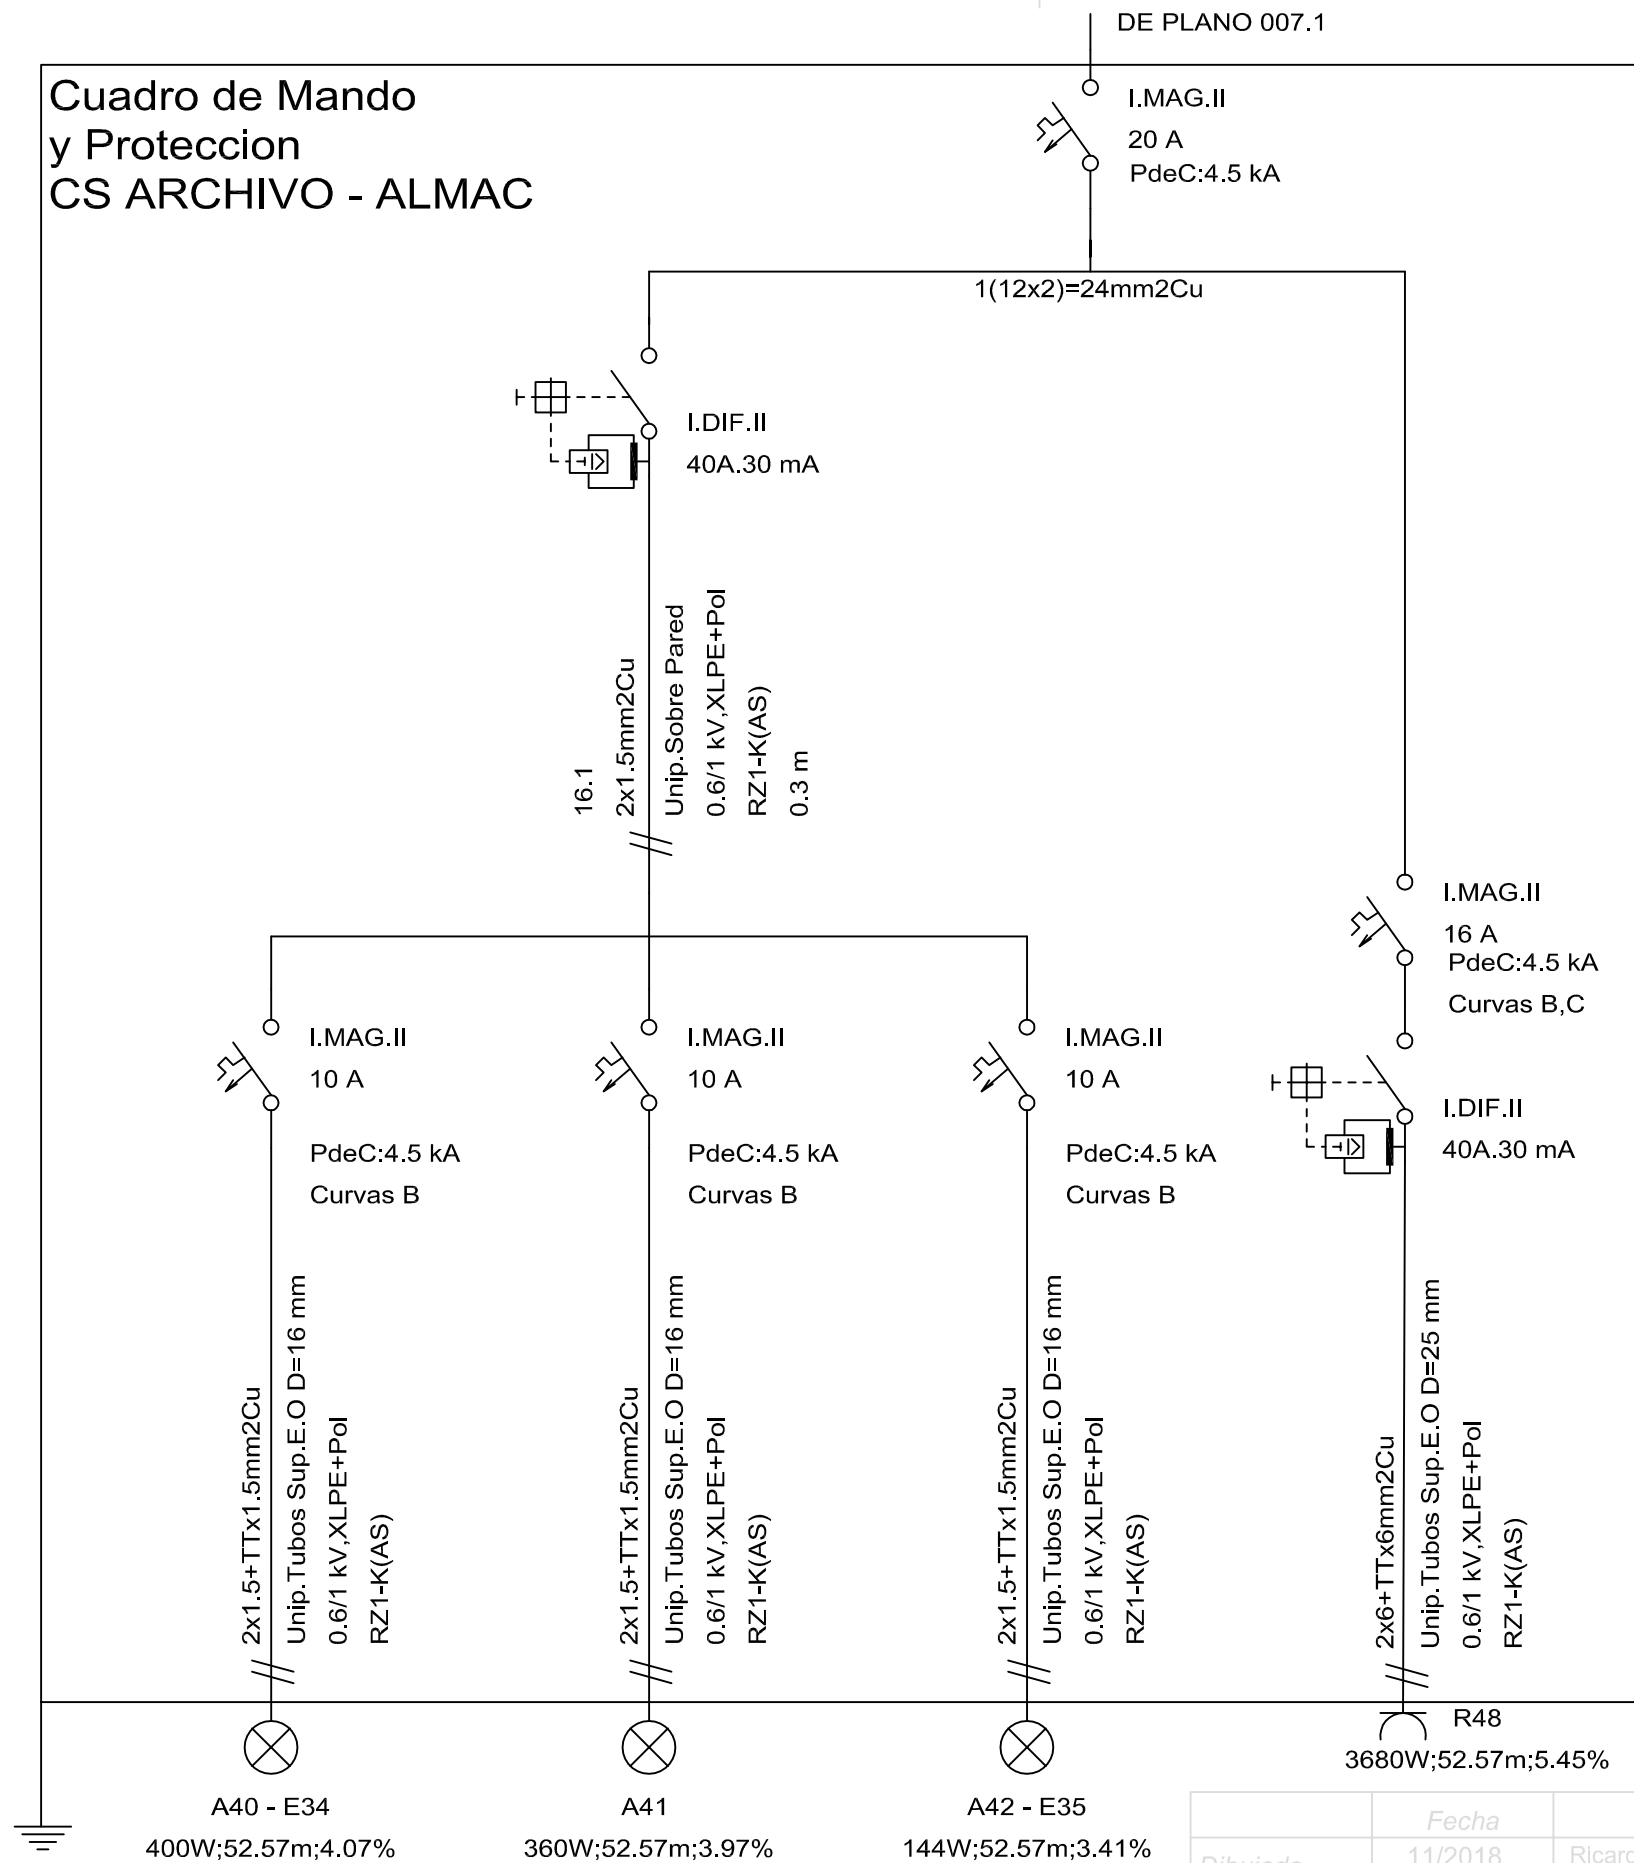 DE PLANO 007.1
Cuadro de Mando
y Proteccion
CS ARCHIVO - ALMAC
I.MAG.II
20 A
PdeC:4.5 kA
1(12x2)=24mm2Cu
I.DIF.II
40A.30 mA
16.1
2x1.5mm2Cu
Unip.Sobre Pared
0.6/1 kV,XLPE+Pol
RZ1-K(AS)
0.3 m
I.MAG.II
16 A
PdeC:4.5 kA
Curvas B,C
I.DIF.II
40A.30 mA
I.MAG.II
10 A
PdeC:4.5 kA
Curvas B
I.MAG.II
10 A
PdeC:4.5 kA
Curvas B
I.MAG.II
10 A
PdeC:4.5 kA
Curvas B
2x1.5+TTx1.5mm2Cu
Unip.Tubos Sup.E.O D=16 mm
0.6/1 kV,XLPE+Pol
RZ1-K(AS)
2x1.5+TTx1.5mm2Cu
Unip.Tubos Sup.E.O D=16 mm
0.6/1 kV,XLPE+Pol
RZ1-K(AS)
2x1.5+TTx1.5mm2Cu
Unip.Tubos Sup.E.O D=16 mm
0.6/1 kV,XLPE+Pol
RZ1-K(AS)
2x6+TTx6mm2Cu
Unip.Tubos Sup.E.O D=25 mm
0.6/1 kV,XLPE+Pol
RZ1-K(AS)
A40 - E34
400W;52.57m;4.07%
A41
360W;52.57m;3.97%
A42 - E35
144W;52.57m;3.41%
R48
3680W;52.57m;5.45%
Fecha
11/2018